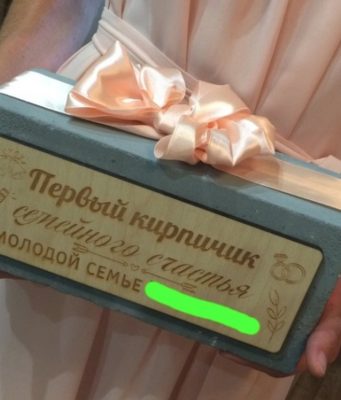 Первый кирпичик
семейного счастья
МОЛОДОЙ СЕМЬЕ